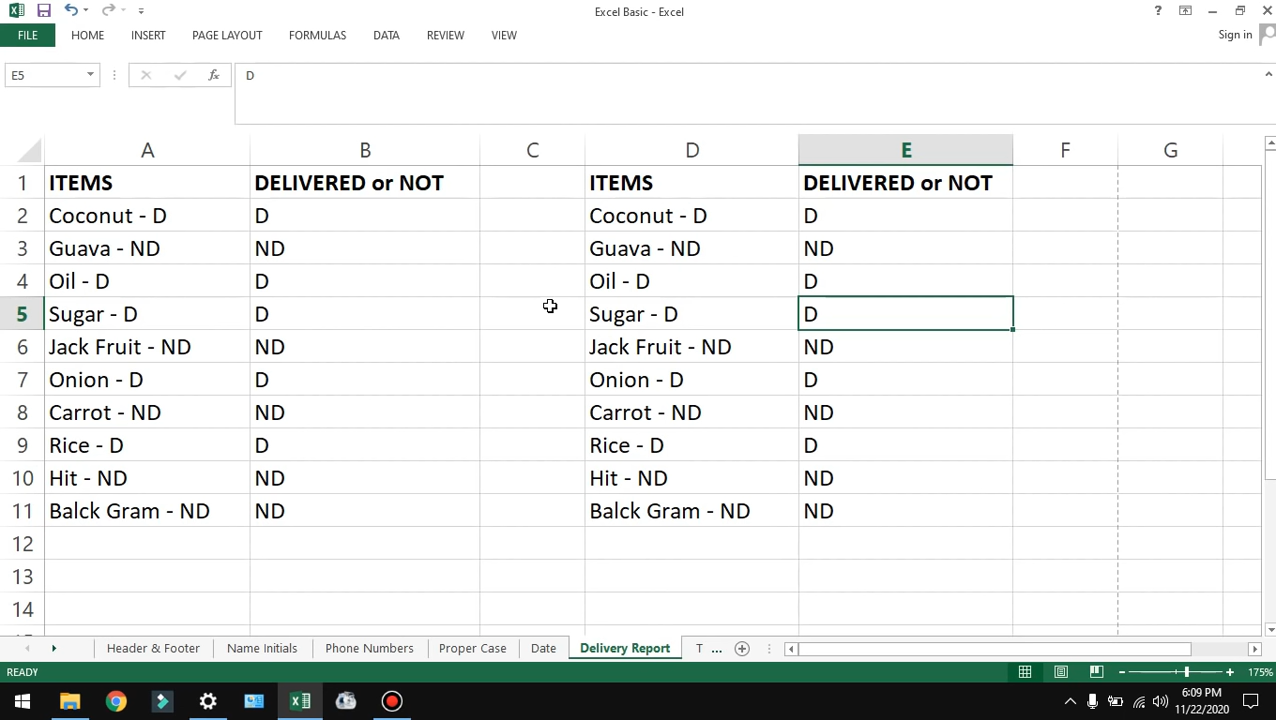 Excel Basic - Excel
?
FILE HOME INSERT PAGE LAYOUT FORMULAS DATA REVIEW VIEW Sign in
E5 fx D
A B C D E F G
1 ITEMS DELIVERED or NOT ITEMS DELIVERED or NOT
2 Coconut - D D Coconut - D D
3 Guava - ND ND Guava - ND ND
4 Oil - D D Oil - D D
5 Sugar - D D Sugar - D D
6 Jack Fruit - ND ND Jack Fruit - ND ND
7 Onion - D D Onion - D D
8 Carrot - ND ND Carrot - ND ND
9 Rice - D D Rice - D D
10 Hit - ND ND Hit - ND ND
11 Balck Gram - ND ND Balck Gram - ND ND
12
13
14
Header & Footer Name Initials Phone Numbers Proper Case Date Delivery Report T ...
READY 175%
6:09 PM
11/22/2020